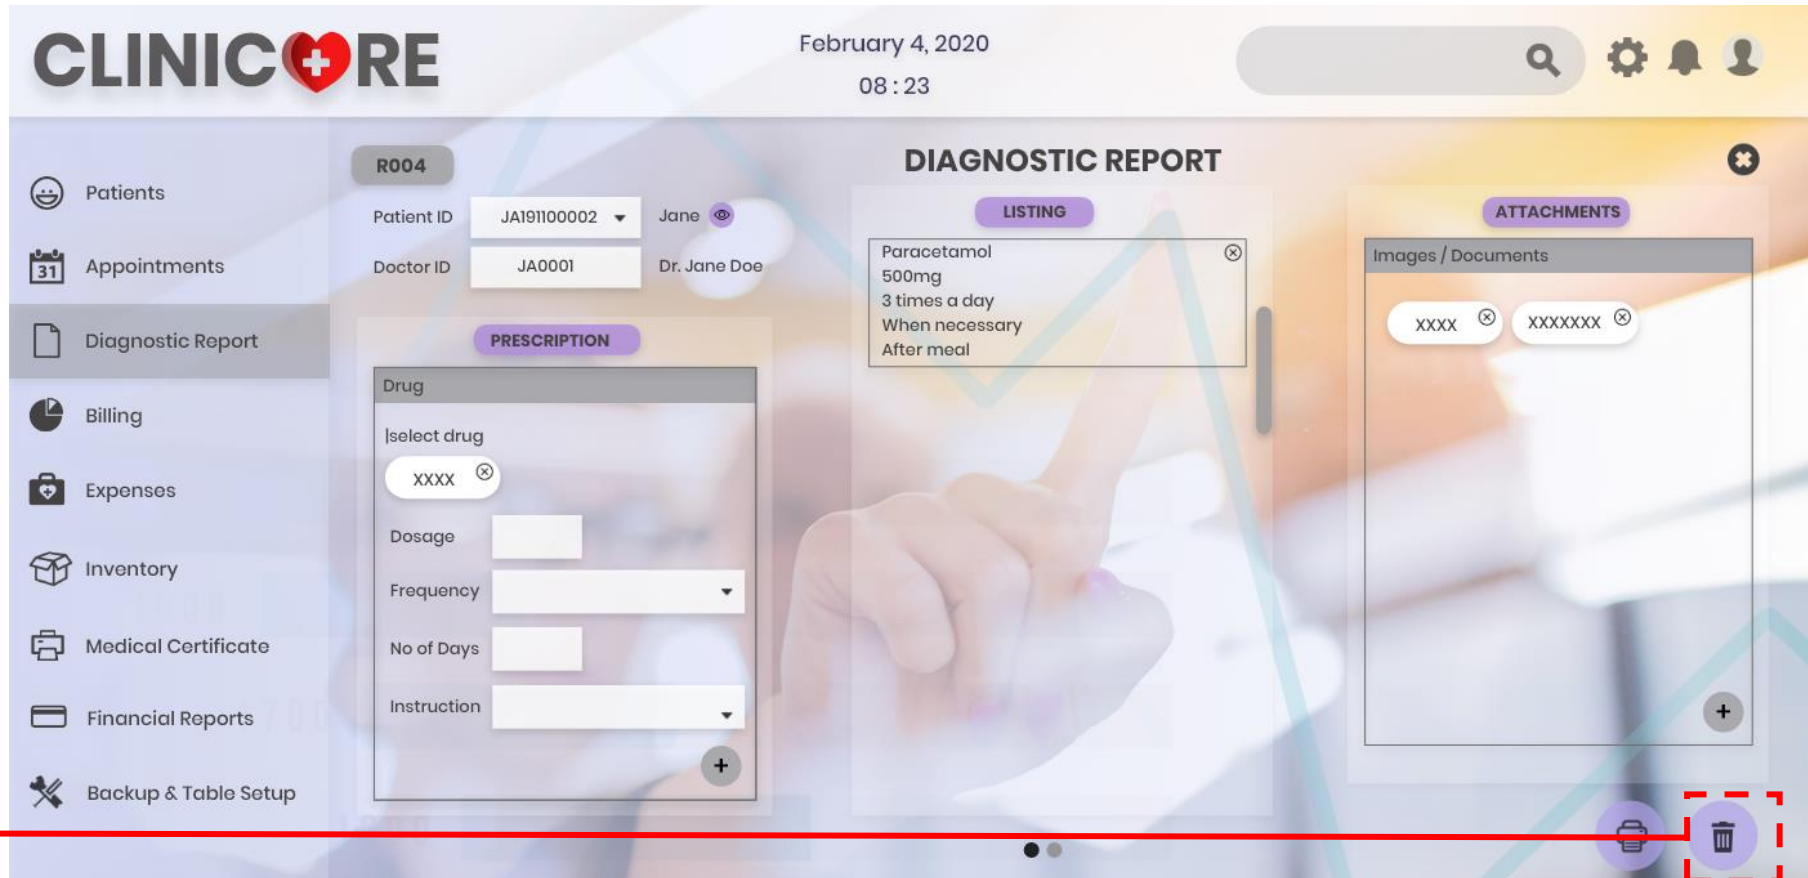 CLINICORE
February 4, 2020
08 : 23
Patients
31
Appointments
Diagnostic Report
Billing
Expenses
Inventory
Medical Certificate
Financial Reports
Backup & Table Setup
R004
DIAGNOSTIC REPORT
Patient ID JA191100002 Jane
Doctor ID JA0001 Dr. Jane Doe
PRESCRIPTION
Drug
|select drug
XXXX
Dosage
Frequency
No of Days
Instruction
+
LISTING
Paracetamol
500mg
3 times a day
When necessary
After meal
ATTACHMENTS
Images / Documents
XXXX XXXXXXX
+